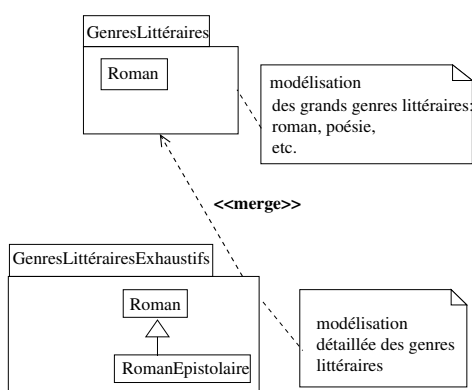 GenresLittéraires
Roman
modélisation
des grands genres littéraires:
roman, poésie,
etc.
<<merge>>
GenresLittérairesExhaustifs
Roman
RomanEpistolaire
modélisation
détaillée des genres
littéraires